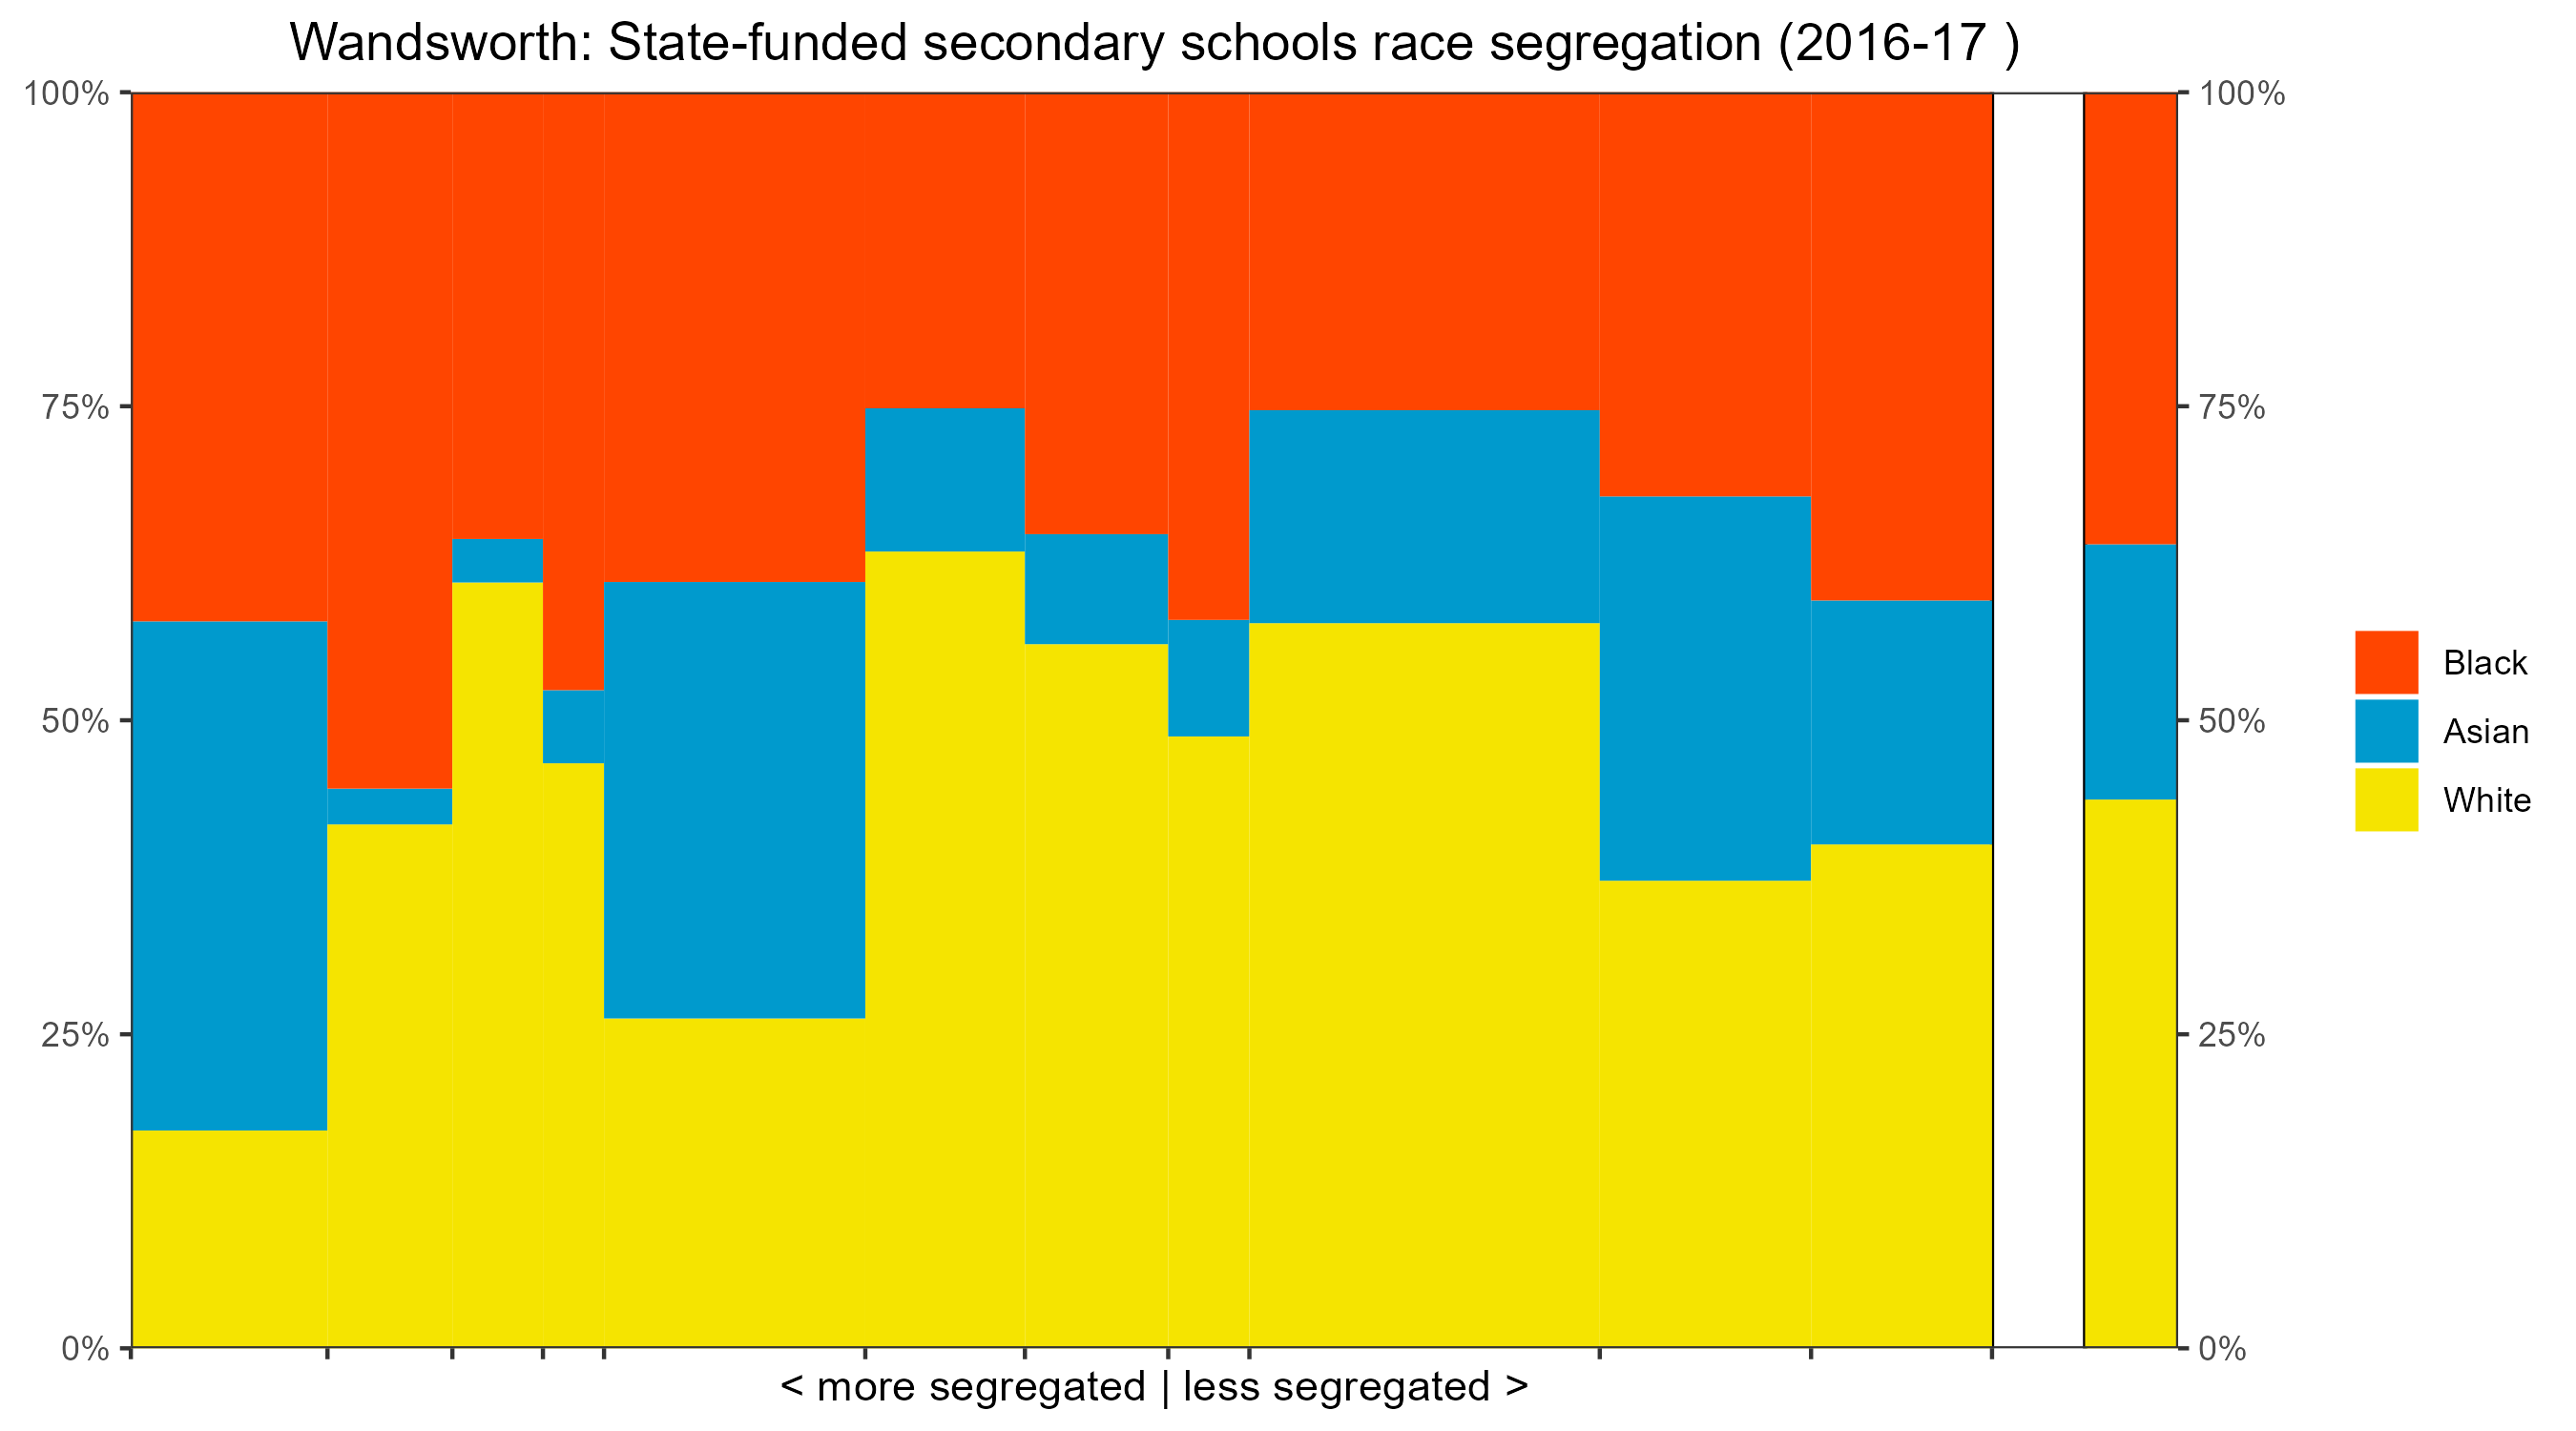 Wandsworth: State-funded secondary schools race segregation (2016-17 )
100%
100%
75%
75%
50%
50%
25%
25%
0%
0%
Black
Asian
White
< more segregated | less segregated >